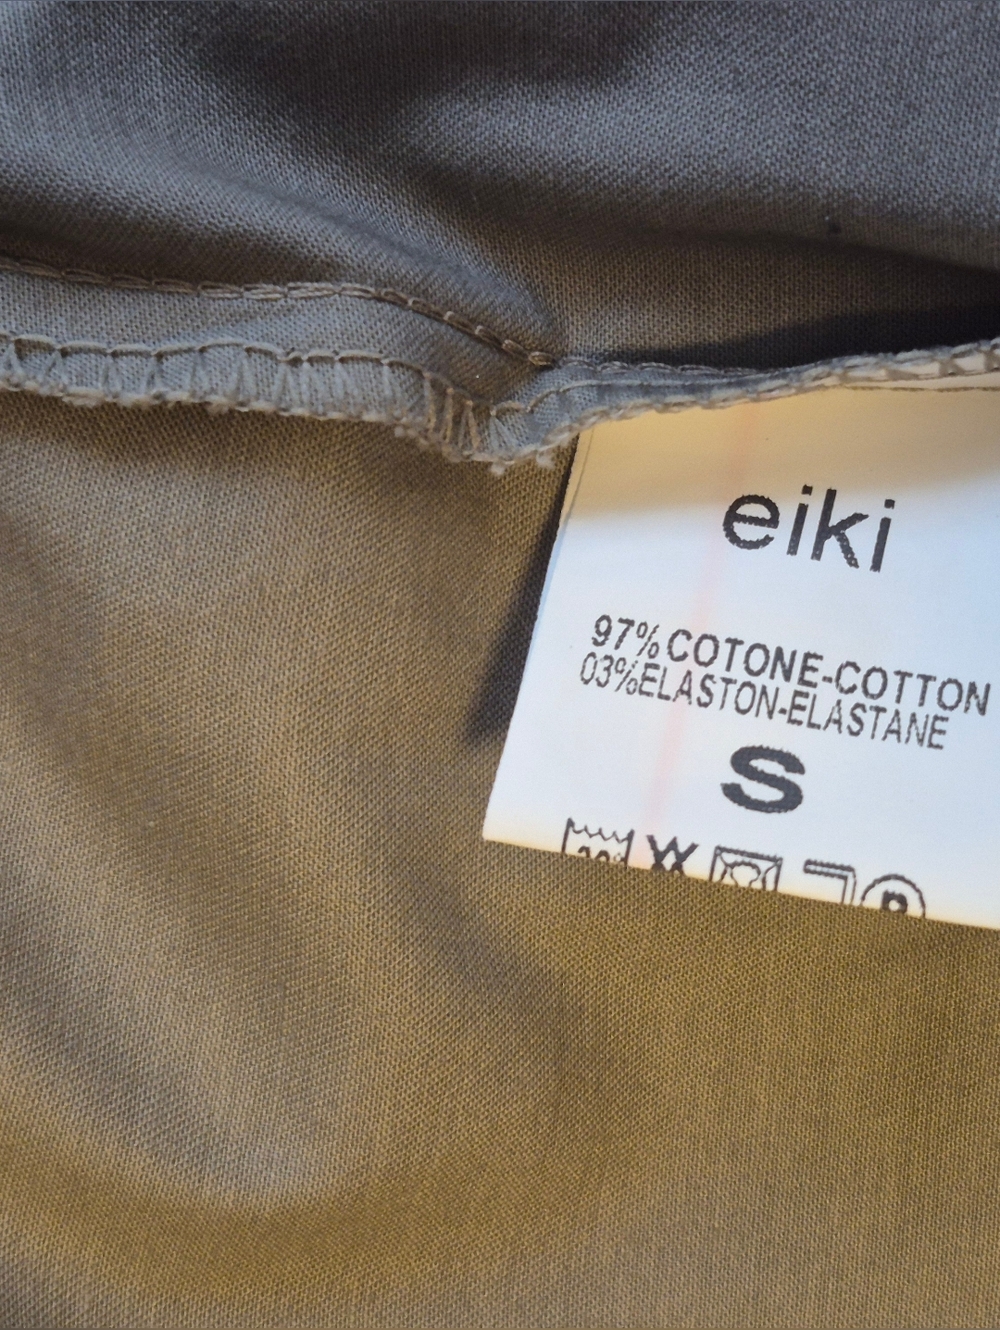 eiki
97% COTONE-COTTON
03%ELASTON-ELASTANE
S